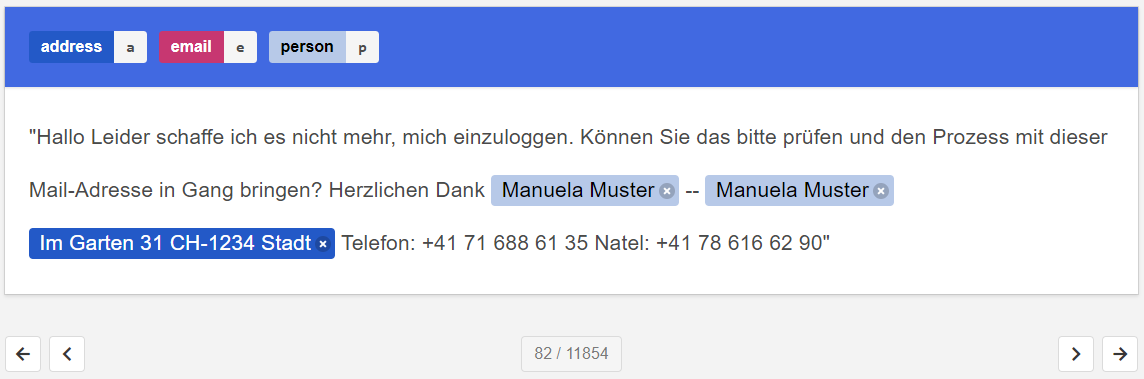 address a email e person p
"Hallo Leider schaffe ich es nicht mehr, mich einzuloggen. Können Sie das bitte prüfen und den Prozess mit dieser
Mail-Adresse in Gang bringen? Herzlichen Dank Manuela Muster -- Manuela Muster
Im Garten 31 CH-1234 Stadt Telefon: +41 71 688 61 35 Natel: +41 78 616 62 90"
82 / 11854